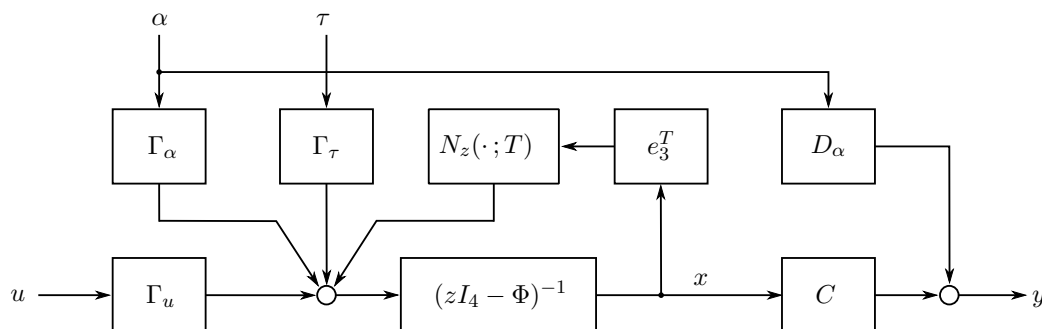 α τ
Γ_α Γ_τ N_z(· ; T) e_3^T D_α
u Γ_u (zI_4 − Φ)^{−1} x C y